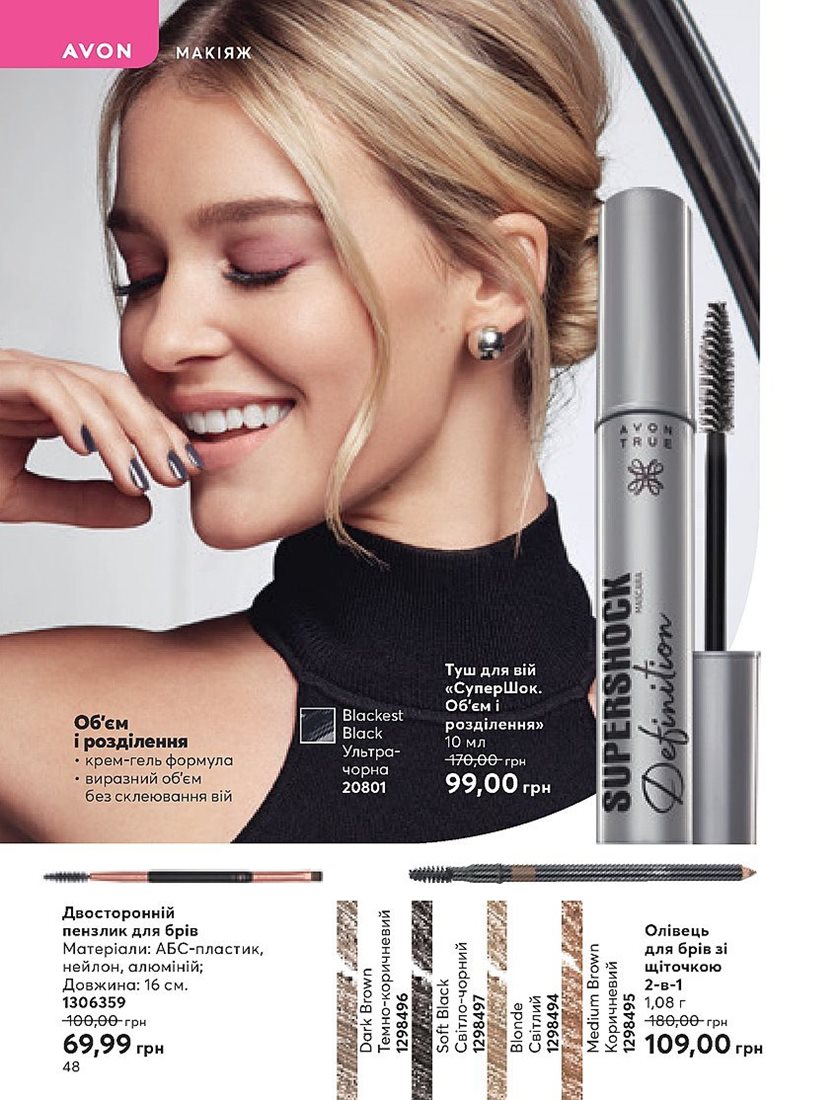 AVON
МАКІЯЖ
AVON
TRUE
SUPERSHOCK
MASCARA
Definition
Об'єм
і розділення
• крем-гель формула
• виразний об'єм
без склеювання вій
Blackest
Black
Ультра-
чорна
20801
Туш для вій
«СуперШок.
Об'єм і
розділення»
10 мл
170,00 грн
99,00 грн
Двосторонній
пензлик для брів
Матеріали: АБС-пластик,
нейлон, алюміній;
Довжина: 16 см.
1306359
100,00 грн
69,99 грн
48
Dark Brown
Темно-коричневий
1298496
Soft Black
Світло-чорний
1298497
Blonde
Світлий
1298494
Medium Brown
Коричневий
1298495
Олівець
для брів зі
щіточкою
2-в-1
1,08 г
180,00 грн
109,00 грн